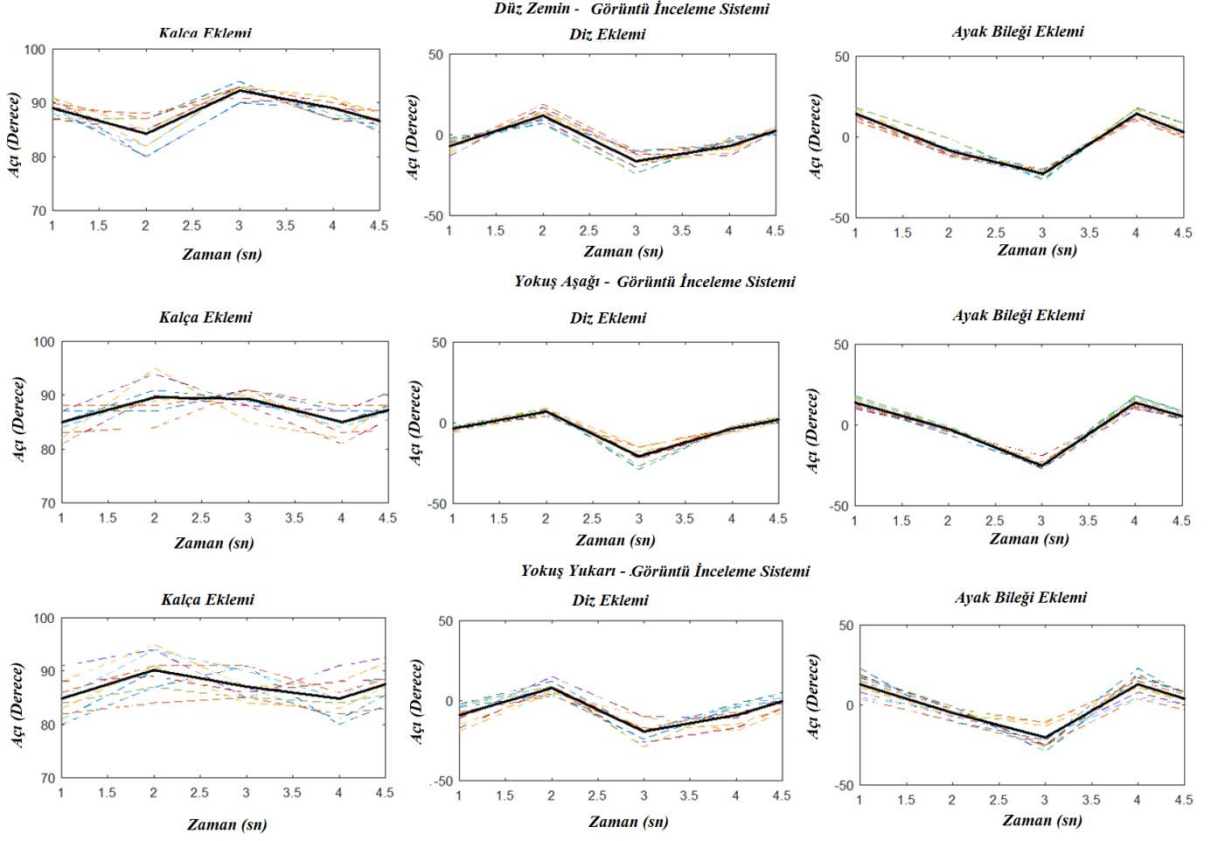 Düz Zemin - Görüntü İnceleme Sistemi
Kalça Eklemi
Diz Eklemi
Ayak Bileği Eklemi
Açı (Derece)
100
90
80
70
1 1.5 2 2.5 3 3.5 4 4.5
Zaman (sn)
Açı (Derece)
50
0
-50
1 1.5 2 2.5 3 3.5 4 4.5
Zaman (sn)
Açı (Derece)
50
0
-50
1 1.5 2 2.5 3 3.5 4 4.5
Zaman (sn)
Yokuş Aşağı - Görüntü İnceleme Sistemi
Kalça Eklemi
Diz Eklemi
Ayak Bileği Eklemi
Açı (Derece)
100
90
80
70
1 1.5 2 2.5 3 3.5 4 4.5
Zaman (sn)
Açı (Derece)
50
0
-50
1 1.5 2 2.5 3 3.5 4 4.5
Zaman (sn)
Açı (Derece)
50
0
-50
1 1.5 2 2.5 3 3.5 4 4.5
Zaman (sn)
Yokuş Yukarı - Görüntü İnceleme Sistemi
Kalça Eklemi
Diz Eklemi
Ayak Bileği Eklemi
Açı (Derece)
100
90
80
70
1 1.5 2 2.5 3 3.5 4 4.5
Zaman (sn)
Açı (Derece)
50
0
-50
1 1.5 2 2.5 3 3.5 4 4.5
Zaman (sn)
Açı (Derece)
50
0
-50
1 1.5 2 2.5 3 3.5 4 4.5
Zaman (sn)